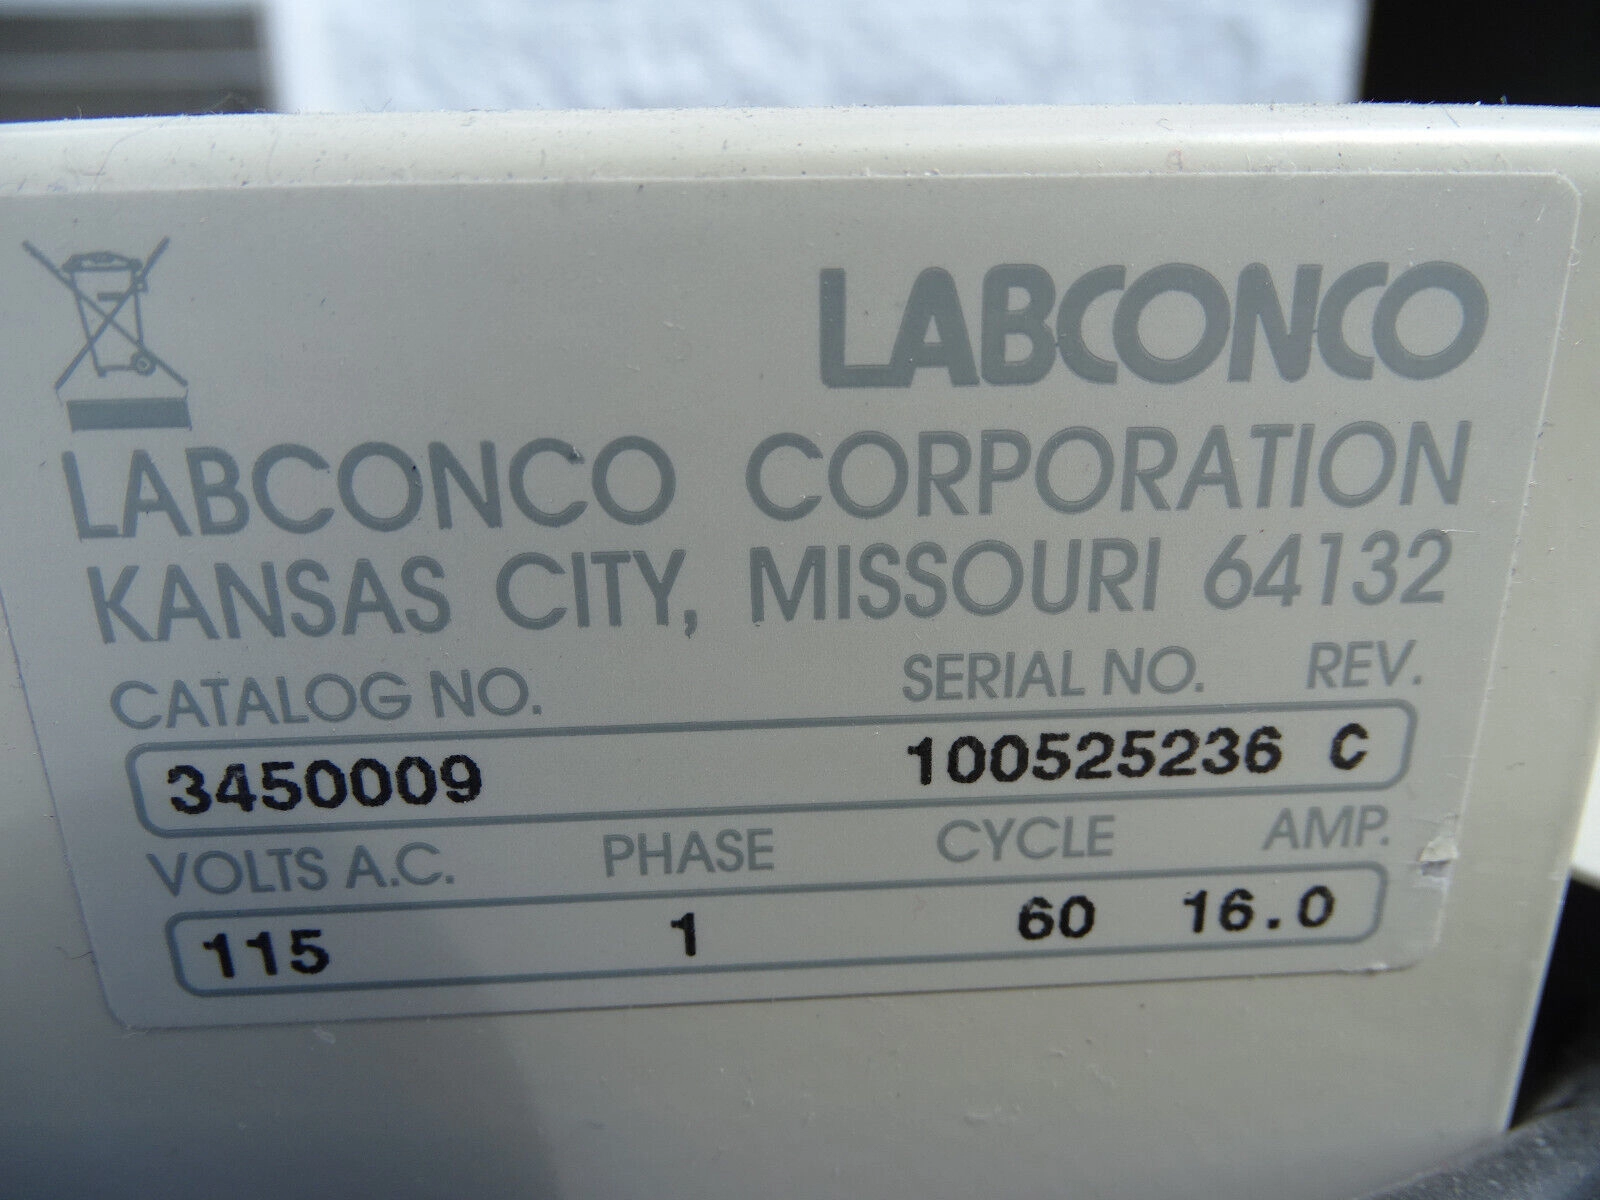 LABCONCO
LABCONCO CORPORATION
KANSAS CITY, MISSOURI 64132
CATALOG NO. SERIAL NO. REV.
3450009 100525236 C
VOLTS A.C. PHASE CYCLE AMP.
115 1 60 16.0